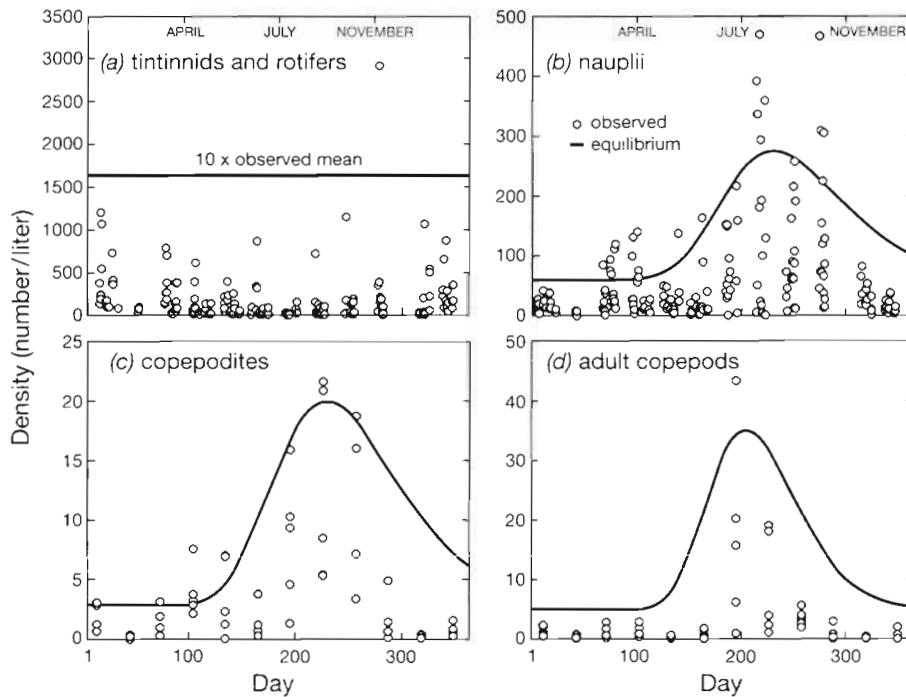 APRIL JULY NOVEMBER
(a) tintinnids and rotifers
10 x observed mean
3500
3000
2500
2000
1500
1000
500
0
APRIL JULY NOVEMBER
(b) nauplii
observed
equilibrium
500
400
300
200
100
0
Density (number/liter)
(c) copepodites
25
20
15
10
5
0
1 100 200 300
Day
(d) adult copepods
50
40
30
20
10
0
1 100 200 300
Day